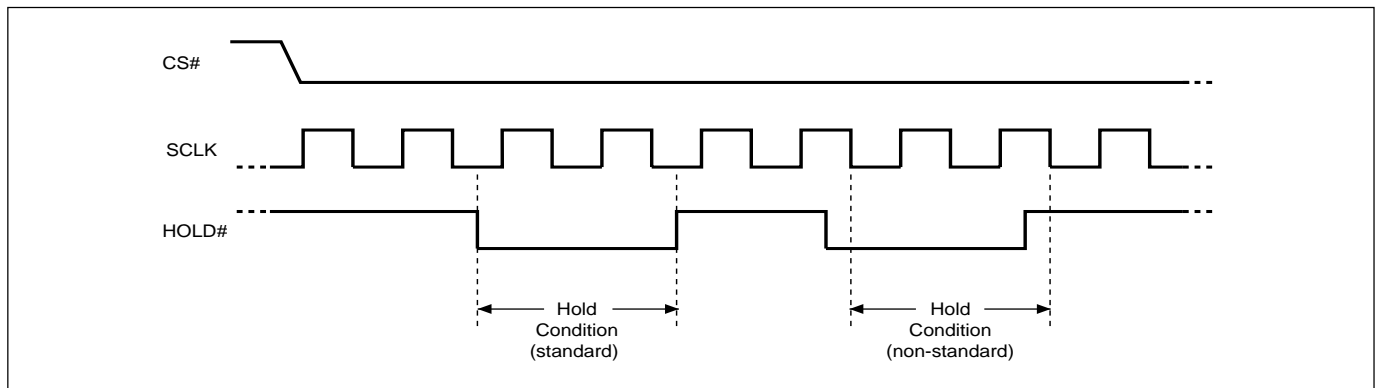 CS#
SCLK
HOLD#
Hold
Condition
(standard)
Hold
Condition
(non-standard)